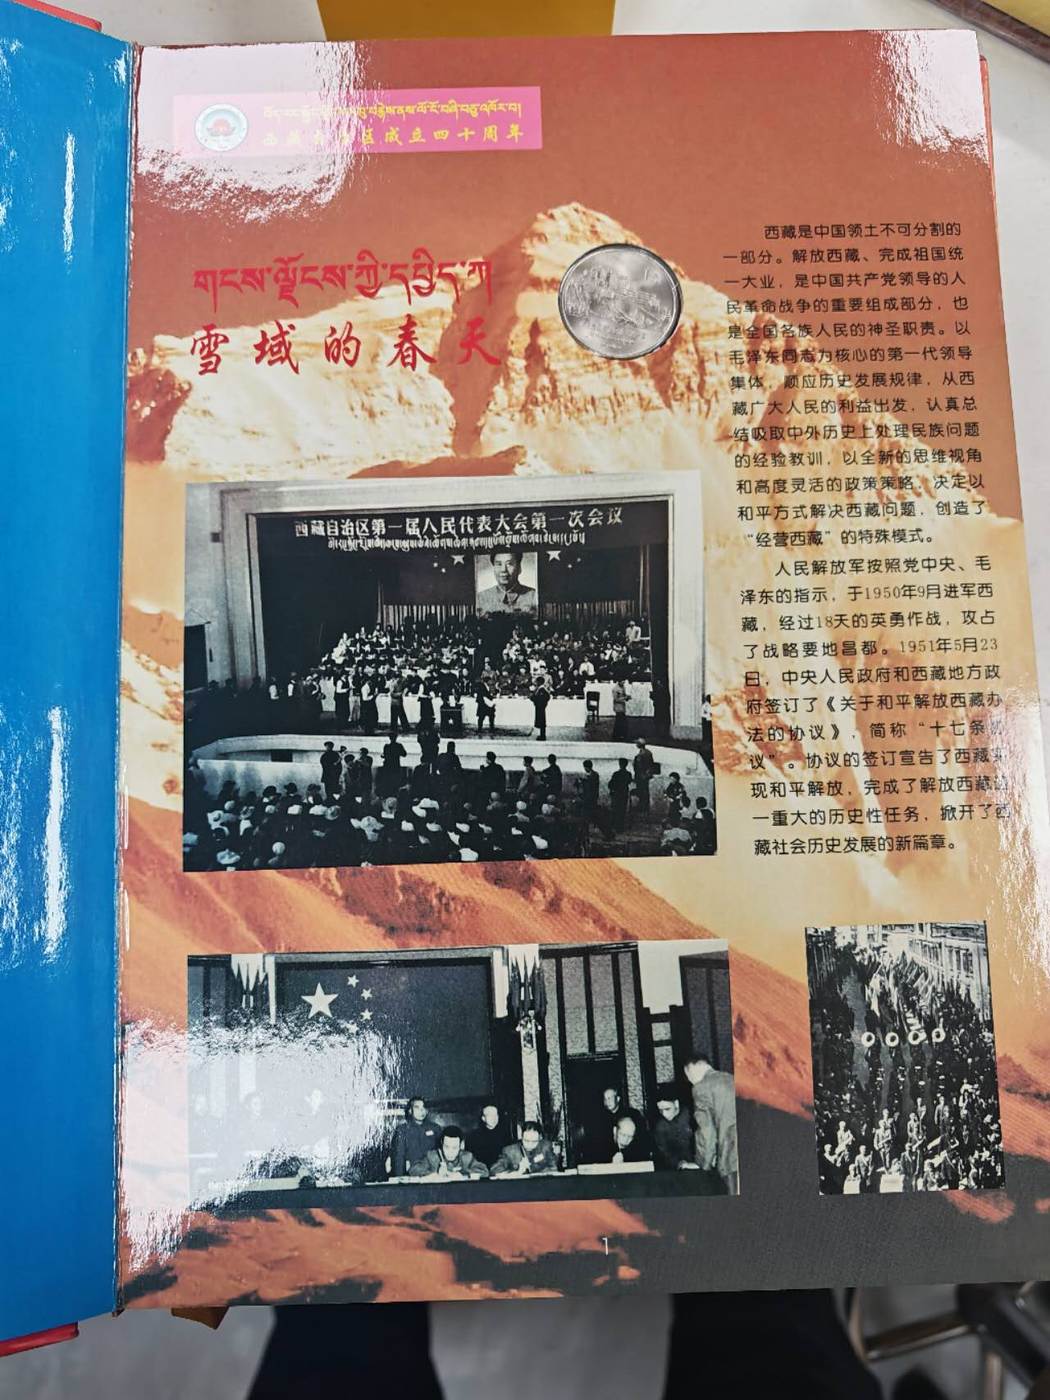 西藏自治区成立四十周年
གངས་ལྗོངས་ཀྱི་དཔྱིད་ཀ
雪域的春天
西藏是中国领土不可分割的
一部分。解放西藏、完成祖国统
一大业，是中国共产党领导的人
民革命战争的重要组成部分，也
是全国各族人民的神圣职责。以
毛泽东同志为核心的第一代领导
集体，顺应历史发展规律，从西
藏广大人民的利益出发，认真总
结吸取中外历史上处理民族问题
的经验教训，以全新的思维视角
和高度灵活的政策策略，决定以
和平方式解决西藏问题，创造了
“经营西藏”的特殊模式。
人民解放军按照党中央、毛
泽东的指示，于1950年9月进军西
藏，经过18天的英勇作战，攻占
了战略要地昌都。1951年5月23
日，中央人民政府和西藏地方政
府签订了《关于和平解放西藏办
法的协议》，简称“十七条协
议”。协议的签订宣告了西藏实
现和平解放，完成了解放西藏这
一重大的历史性任务，掀开了西
藏社会历史发展的新篇章。
西藏自治区第一届人民代表大会第一次会议
1